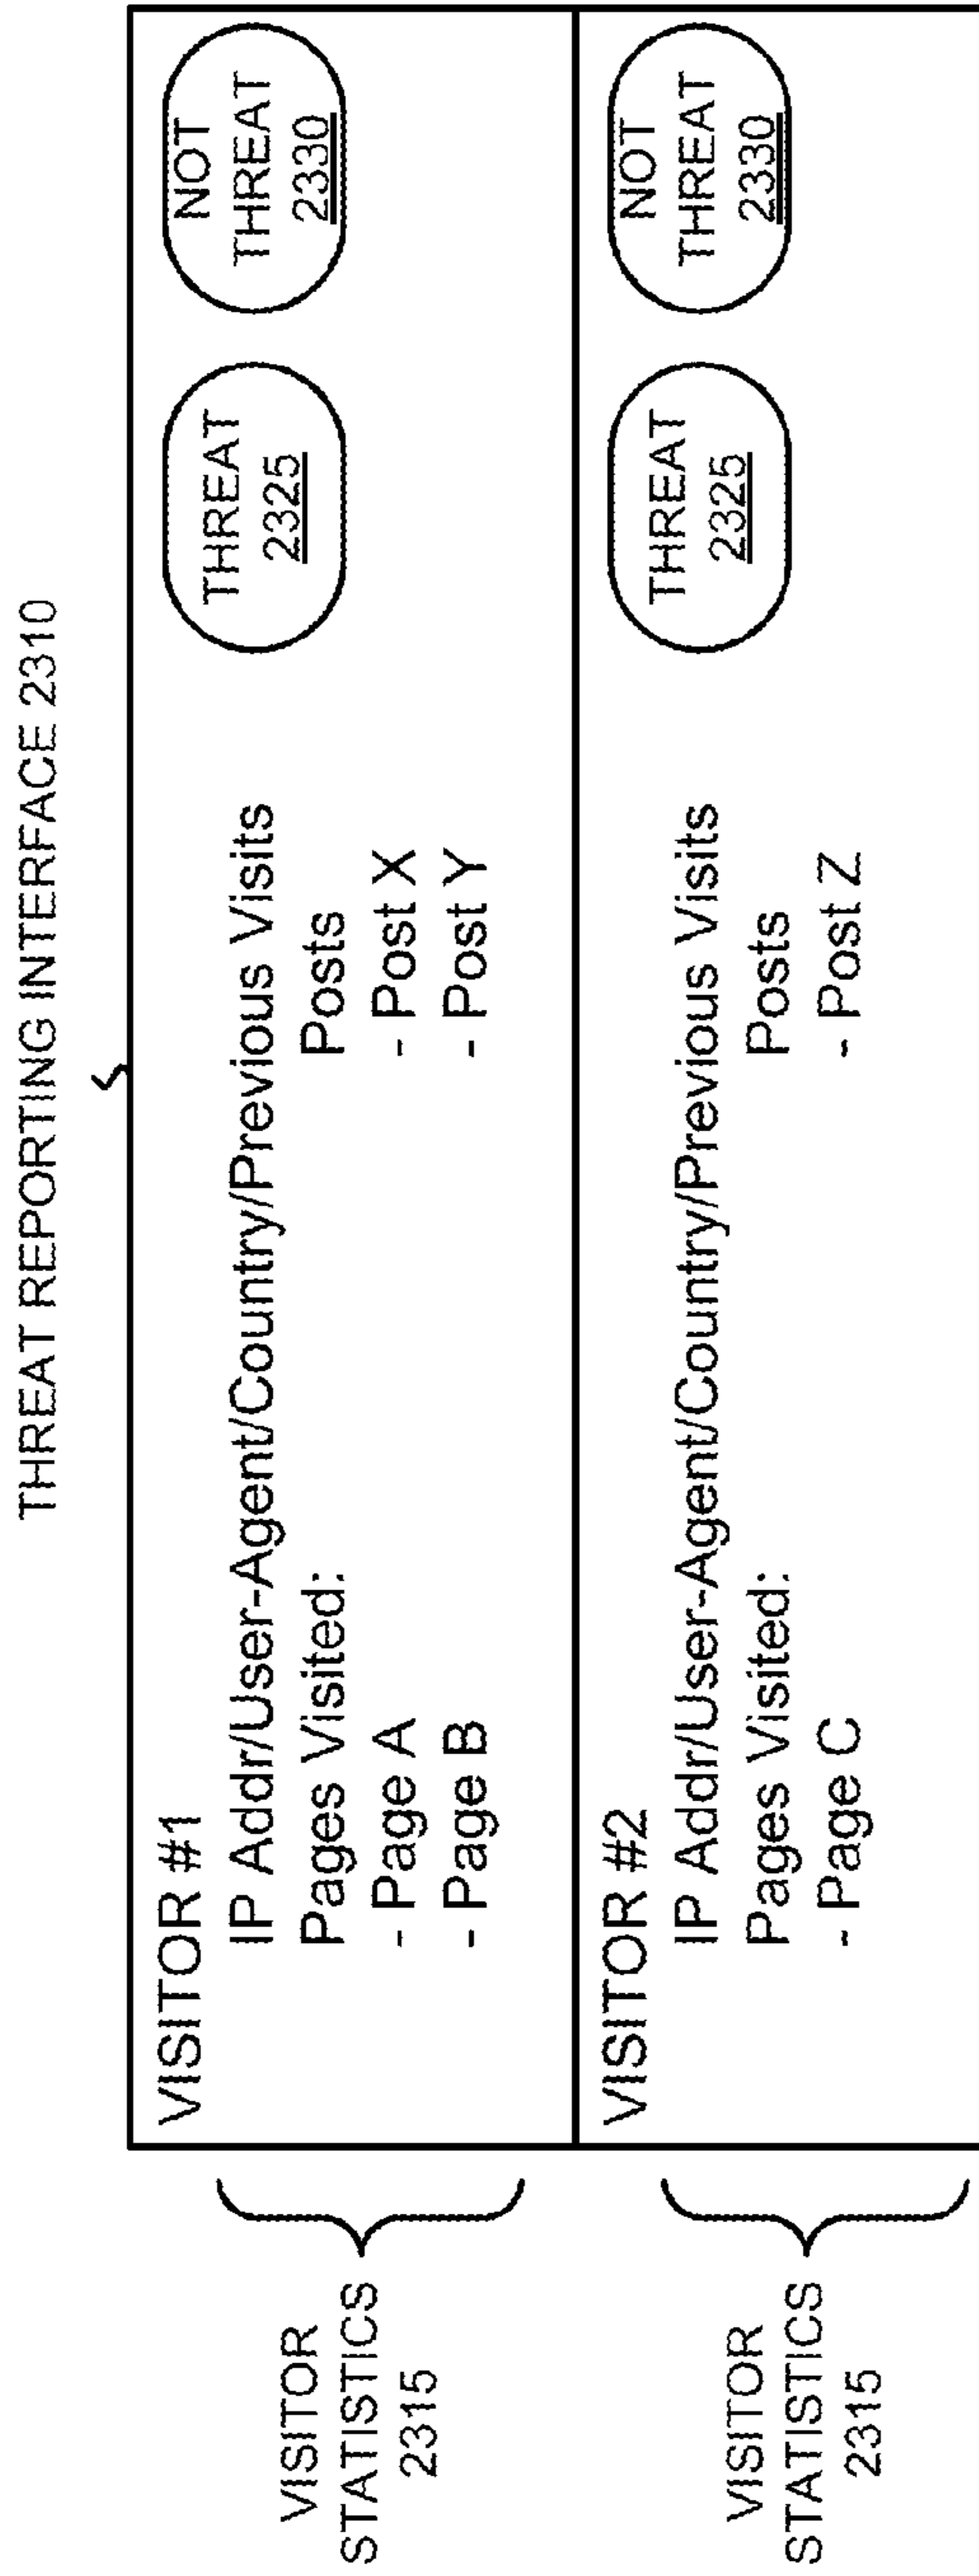 THREAT REPORTING INTERFACE 2310
VISITOR #1
IP Addr/User-Agent/Country/Previous Visits
Pages Visited:
Posts
- Page A
- Post X
- Page B
- Post Y
THREAT
2325
NOT
THREAT
2330
VISITOR
STATISTICS
2315
VISITOR #2
IP Addr/User-Agent/Country/Previous Visits
Pages Visited:
Posts
- Page C
- Post Z
THREAT
2325
NOT
THREAT
2330
VISITOR
STATISTICS
2315